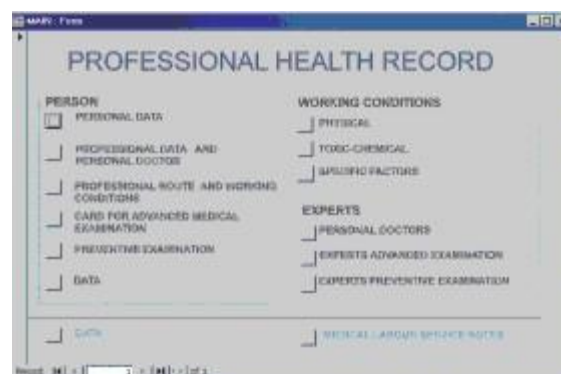 MAIN : Form
PROFESSIONAL HEALTH RECORD
PERSON
PERSONAL DATA
PROFESSIONAL DATA AND
PERSONAL DOCTOR
PROFESSIONAL ROUTE AND WORKING
CONDITIONS
CARD FOR ADVANCED MEDICAL
EXAMINATION
PREVENTIVE EXAMINATION
DATA
DATA
WORKING CONDITIONS
PHYSICAL
TOXIC-CHEMICAL
SPECIFIC FACTORS
EXPERTS
PERSONAL DOCTORS
EXPERTS ADVANCED EXAMINATION
EXPERTS PREVENTIVE EXAMINATION
MEDICAL LABOUR SERVICE NOTES
Record: 1 of 1